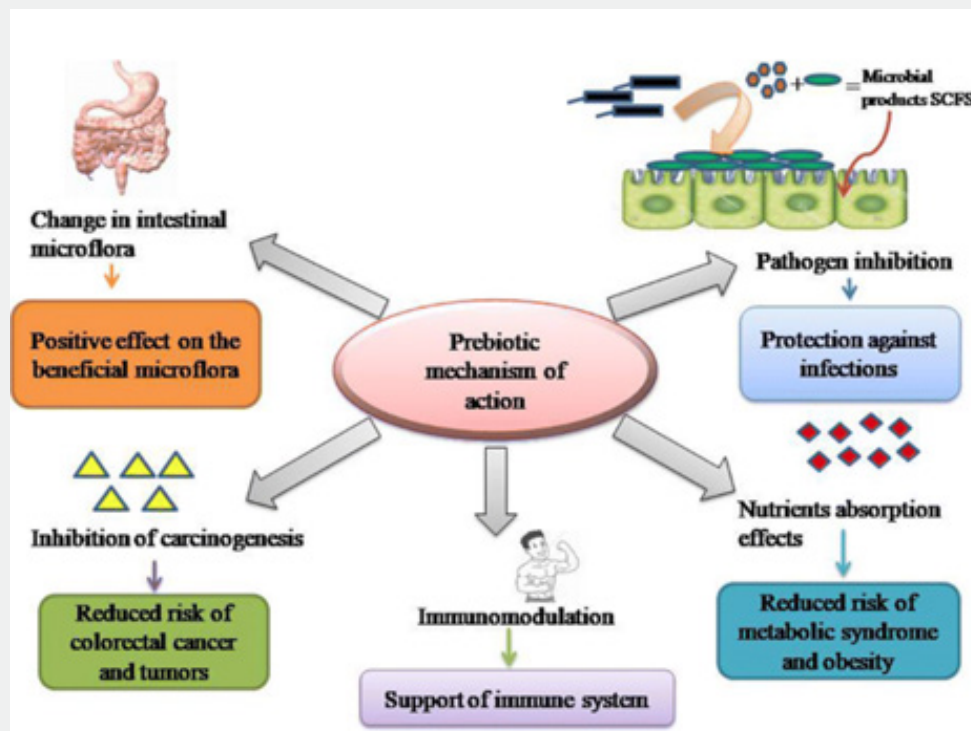 +
=
Microbial
products SCFS
Change in intestinal
microflora
Pathogen inhibition
Positive effect on the
beneficial microflora
Prebiotic
mechanism of
action
Protection against
infections
Inhibition of carcinogenesis
Nutrients absorption
effects
Reduced risk of
colorectal cancer
and tumors
Immunomodulation
Reduced risk of
metabolic syndrome
and obesity
Support of immune system